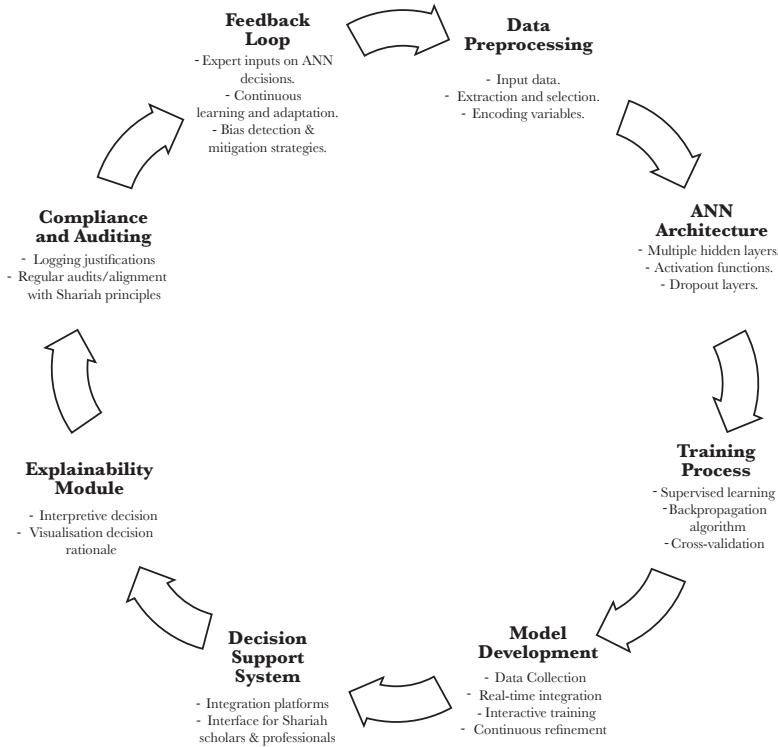 Feedback
Loop
- Expert inputs on ANN
decisions.
- Continuous
learning and adaptation.
- Bias detection &
mitigation strategies.
Data
Preprocessing
- Input data.
- Extraction and selection.
- Encoding variables.
ANN
Architecture
- Multiple hidden layers.
- Activation functions.
- Dropout layers.
Training
Process
- Supervised learning
- Backpropagation
algorithm
- Cross-validation
Model
Development
- Data Collection
- Real-time integration
- Interactive training
- Continuous refinement
Decision
Support
System
- Integration platforms
- Interface for Shariah
scholars & professionals
Explainability
Module
- Interpretive decision
- Visualisation decision
rationale
Compliance
and Auditing
- Logging justifications
- Regular audits/alignment
with Shariah principles